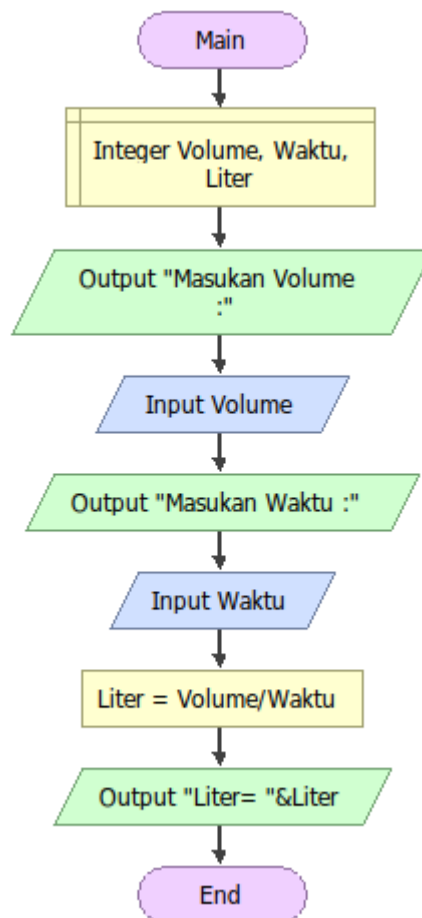 Main
Integer Volume, Waktu,
Liter
Output "Masukan Volume
:"
Input Volume
Output "Masukan Waktu :"
Input Waktu
Liter = Volume/Waktu
Output "Liter= "&Liter
End